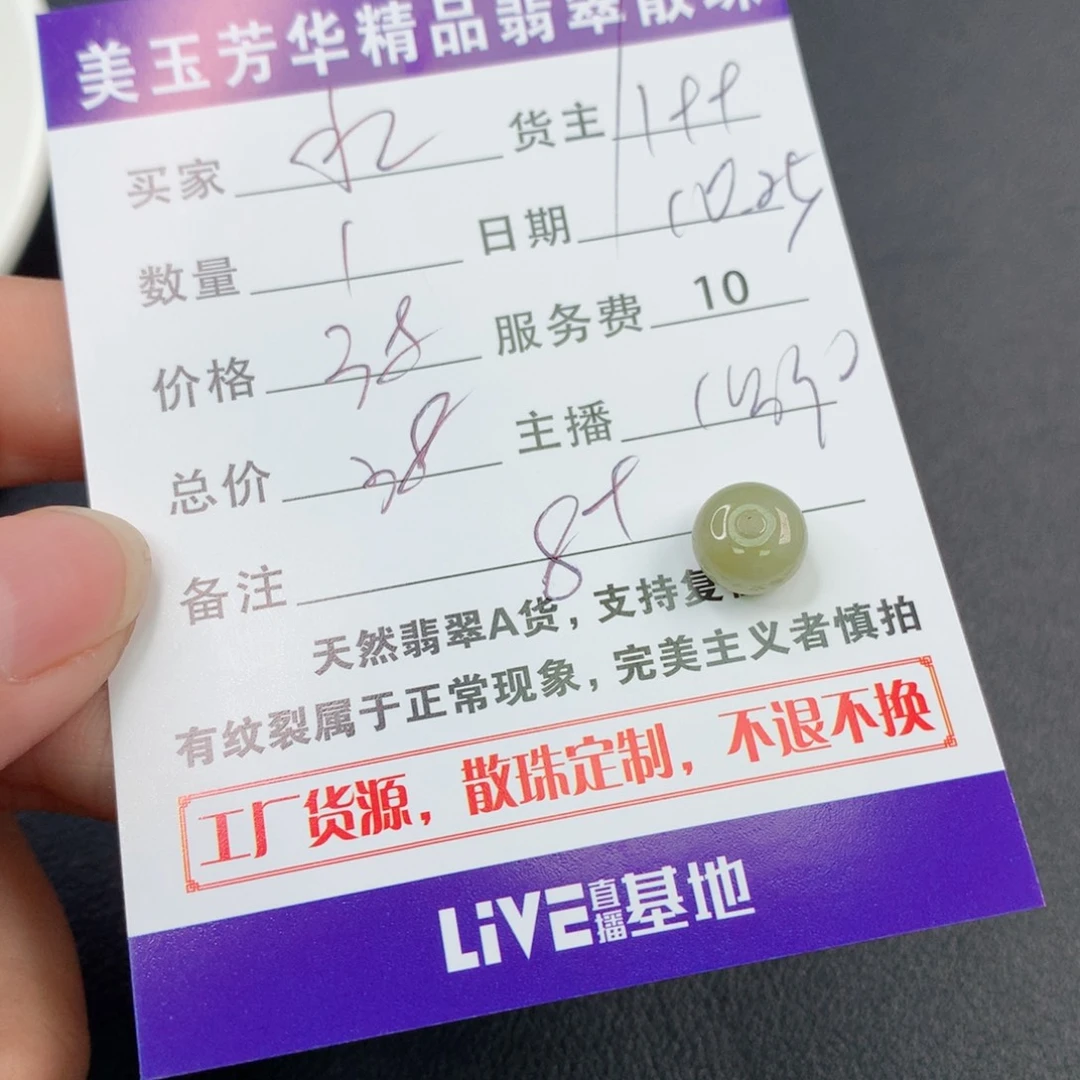 美玉芳华精品翡翠散珠
买家 货主
数量 1 日期 10.25
价格 38 服务费 10
总价 38 主播
备注 8+
天然翡翠A货，支持复
有纹裂属于正常现象，完美主义者慎拍
工厂货源，散珠定制，不退不换
LiVE直播基地